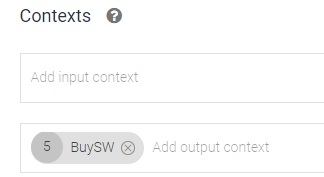 Contexts ?
Add input context
5 BuySW Add output context